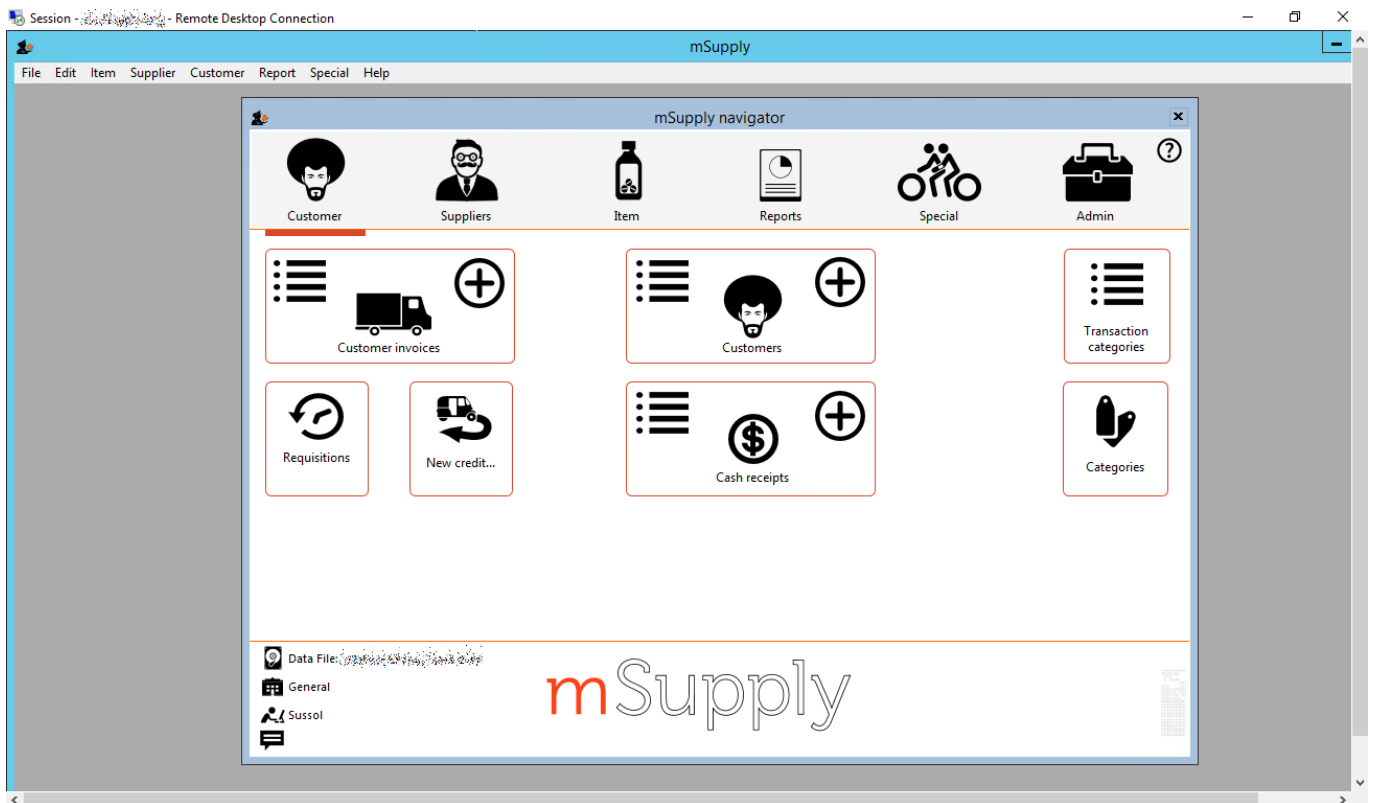 Session - - Remote Desktop Connection
mSupply
File Edit Item Supplier Customer Report Special Help
mSupply navigator
Customer Suppliers Item Reports Special Admin
Customer invoices
Customers
Transaction
categories
Requisitions
New credit...
Cash receipts
Categories
Data File:
General
Sussol
mSupply